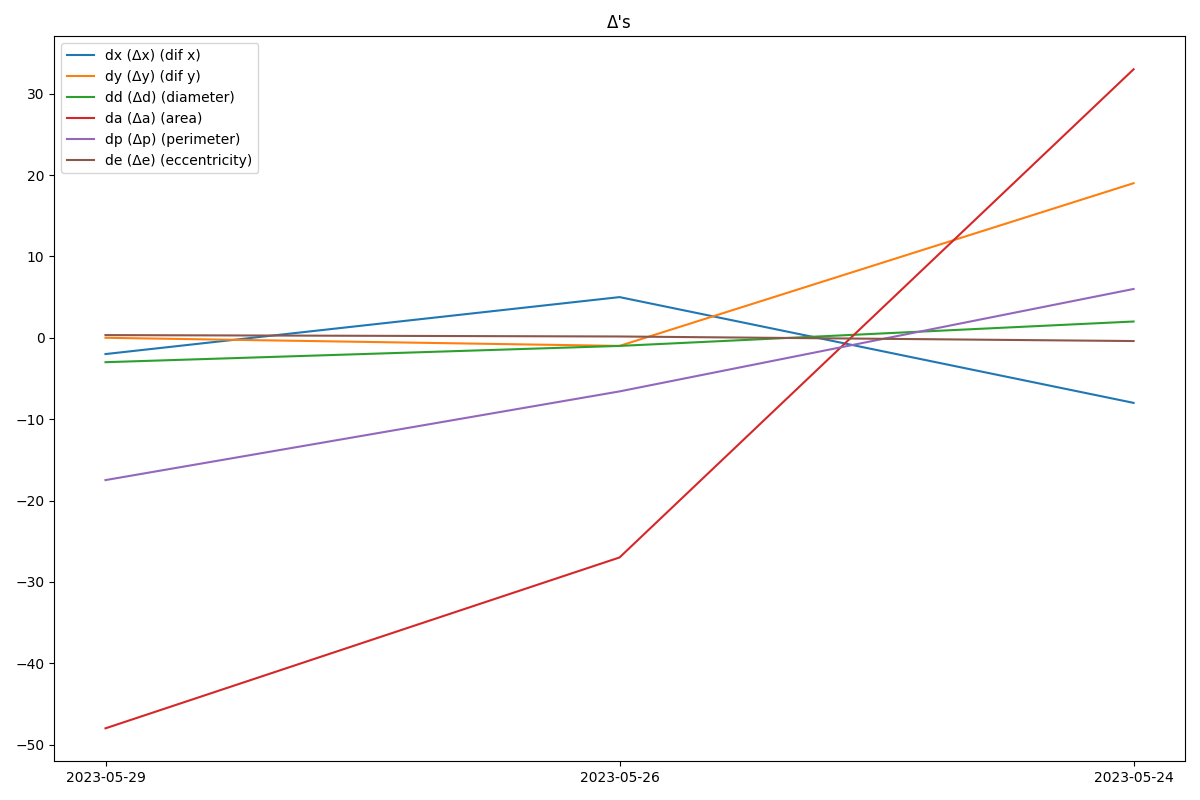 Δ's
dx (Δx) (dif x)
dy (Δy) (dif y)
dd (Δd) (diameter)
da (Δa) (area)
dp (Δp) (perimeter)
de (Δe) (eccentricity)
30
20
10
0
−10
−20
−30
−40
−50
2023-05-29 2023-05-26 2023-05-24